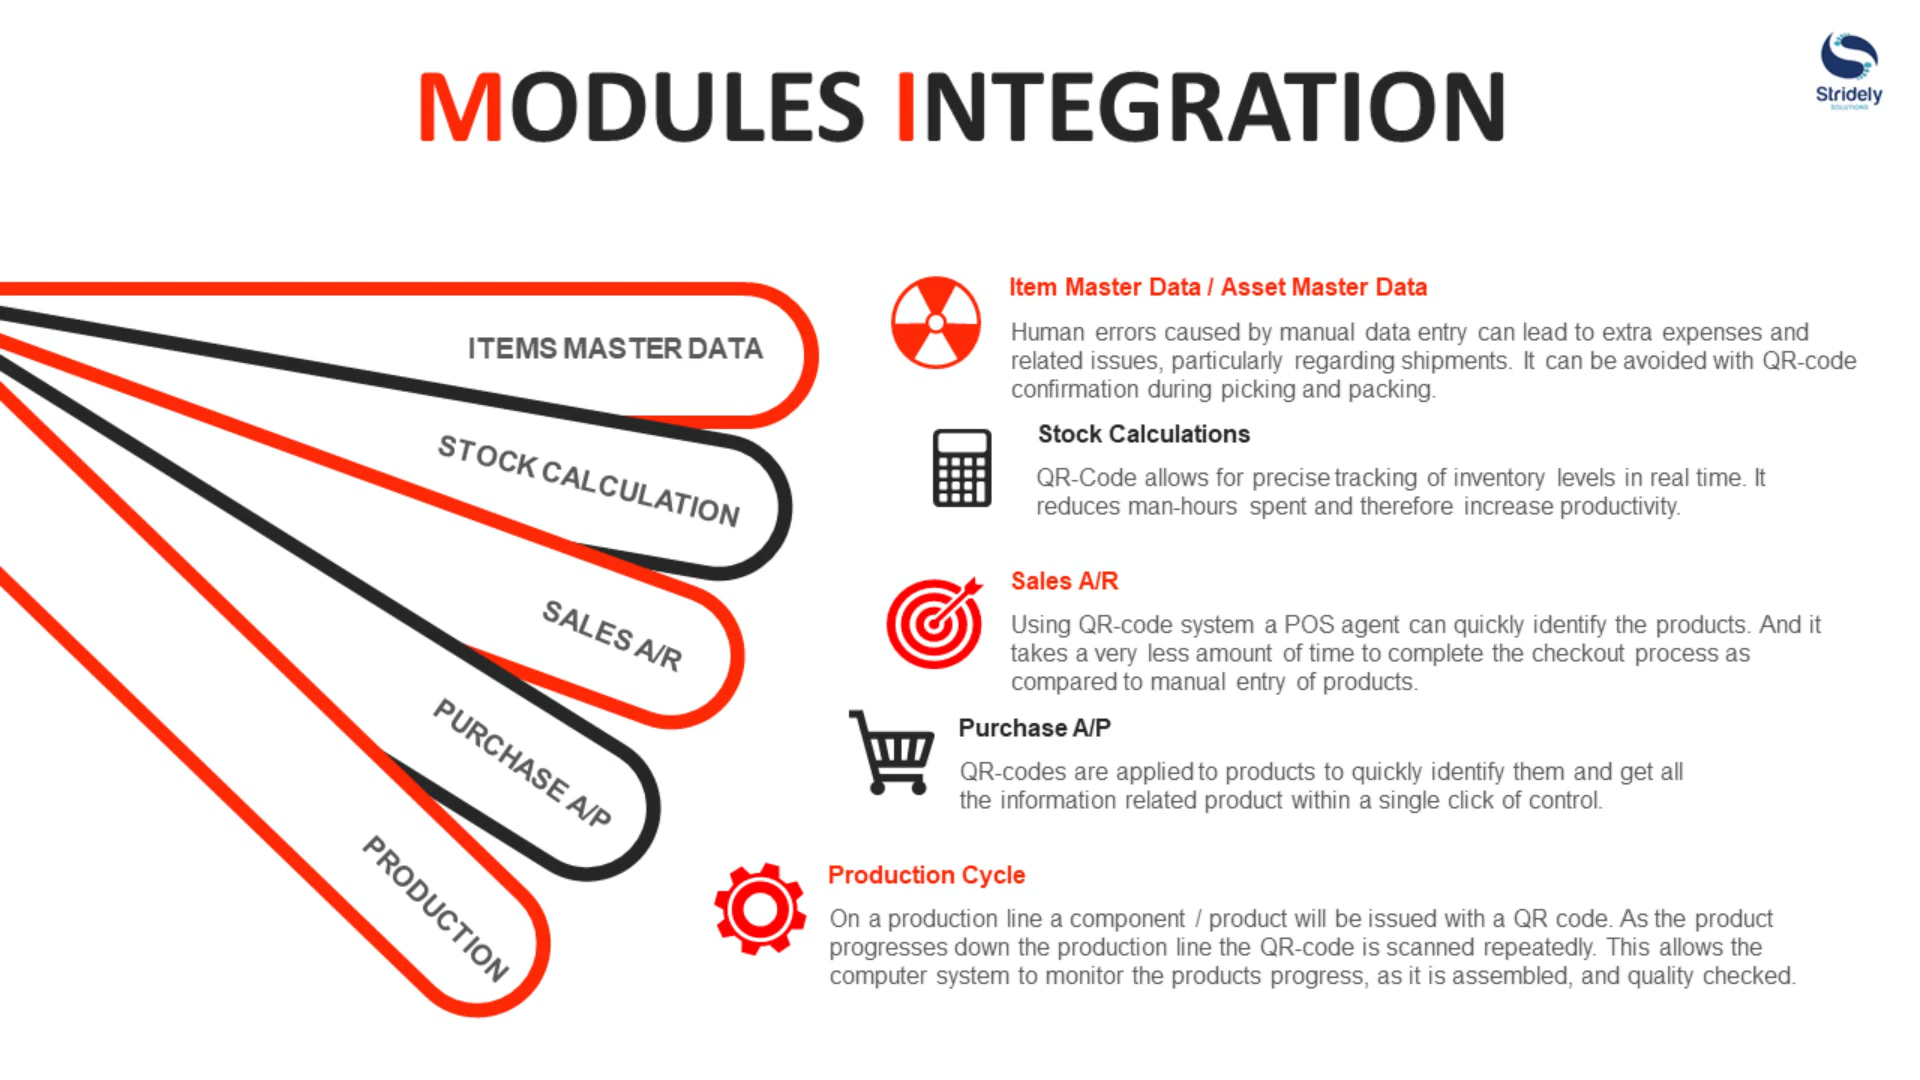 MODULES INTEGRATION
Stridely
SOLUTIONS
ITEMS MASTER DATA
STOCK CALCULATION
SALES A/R
PURCHASE A/P
PRODUCTION
Item Master Data / Asset Master Data
Human errors caused by manual data entry can lead to extra expenses and
related issues, particularly regarding shipments. It can be avoided with QR-code
confirmation during picking and packing.
Stock Calculations
QR-Code allows for precise tracking of inventory levels in real time. It
reduces man-hours spent and therefore increase productivity.
Sales A/R
Using QR-code system a POS agent can quickly identify the products. And it
takes a very less amount of time to complete the checkout process as
compared to manual entry of products.
Purchase A/P
QR-codes are applied to products to quickly identify them and get all
the information related product within a single click of control.
Production Cycle
On a production line a component / product will be issued with a QR code. As the product
progresses down the production line the QR-code is scanned repeatedly. This allows the
computer system to monitor the products progress, as it is assembled, and quality checked.